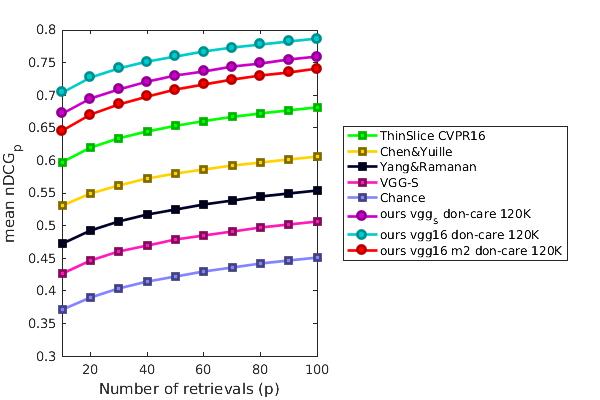 0.8
0.75
0.7
0.65
0.6
0.55
0.5
0.45
0.4
0.35
0.3
mean nDCGp
20 40 60 80 100
Number of retrievals (p)
ThinSlice CVPR16
Chen&Yuille
Yang&Ramanan
VGG-S
Chance
ours vggs don-care 120K
ours vgg16 don-care 120K
ours vgg16 m2 don-care 120K